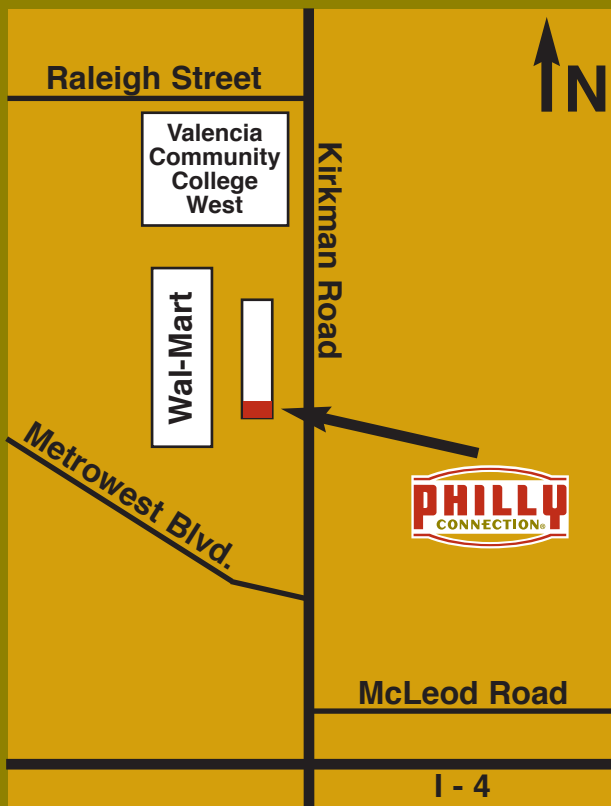 Raleigh Street
N
Valencia
Community
College
West
Kirkman Road
Wal-Mart
Metrowest Blvd.
PHILLY
CONNECTION®
McLeod Road
I - 4